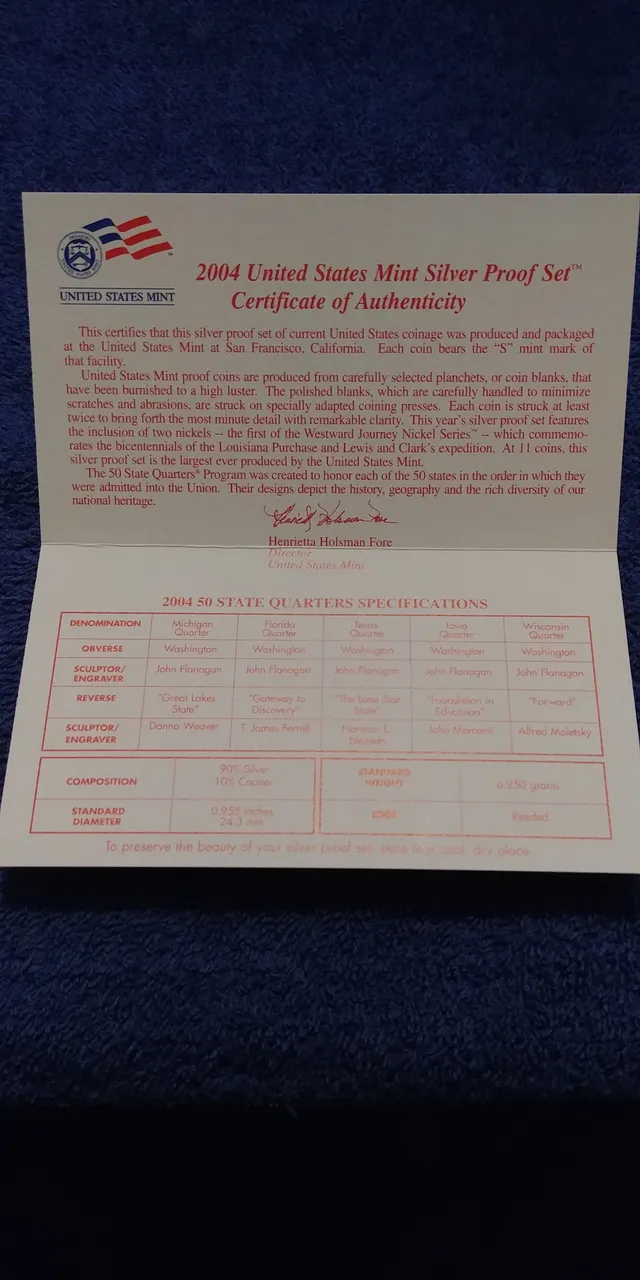 UNITED STATES MINT
2004 United States Mint Silver Proof Set™
Certificate of Authenticity
This certifies that this silver proof set of current United States coinage was produced and packaged
at the United States Mint at San Francisco, California. Each coin bears the “S” mint mark of
that facility.
United States Mint proof coins are produced from carefully selected planchets, or coin blanks, that
have been burnished to a high luster. The polished blanks, which are carefully handled to minimize
scratches and abrasions, are struck on specially adapted coining presses. Each coin is struck at least
twice to bring forth the most minute detail with remarkable clarity. This year's silver proof set features
the inclusion of two nickels -- the first of the Westward Journey Nickel Series™ -- which commemo-
rates the bicentennials of the Louisiana Purchase and Lewis and Clark's expedition. At 11 coins, this
silver proof set is the largest ever produced by the United States Mint.
The 50 State Quarters® Program was created to honor each of the 50 states in the order in which they
were admitted into the Union. Their designs depict the history, geography and the rich diversity of our
national heritage.
Henrietta Holsman Fore
Henrietta Holsman Fore
Director
United States Mint
2004 50 STATE QUARTERS SPECIFICATIONS
DENOMINATION Michigan Quarter Florida Quarter Texas Quarter Iowa Quarter Wisconsin Quarter
OBVERSE Washington Washington Washington Washington Washington
SCULPTOR/ENGRAVER John Flanagan John Flanagan John Flanagan John Flanagan John Flanagan
REVERSE "Great Lakes State" "Gateway to Discovery" "The Lone Star State" "Foundation in Education" "Forward"
SCULPTOR/ENGRAVER Donna Weaver T. James Ferrell Norman E. Nemeth John Mercanti Alfred Maletsky
COMPOSITION 90% Silver 10% Copper STANDARD WEIGHT 6.250 grams
STANDARD DIAMETER 0.955 inches 24.3 mm EDGE Reeded
To preserve the beauty of your silver proof set, store in a cool, dry place.